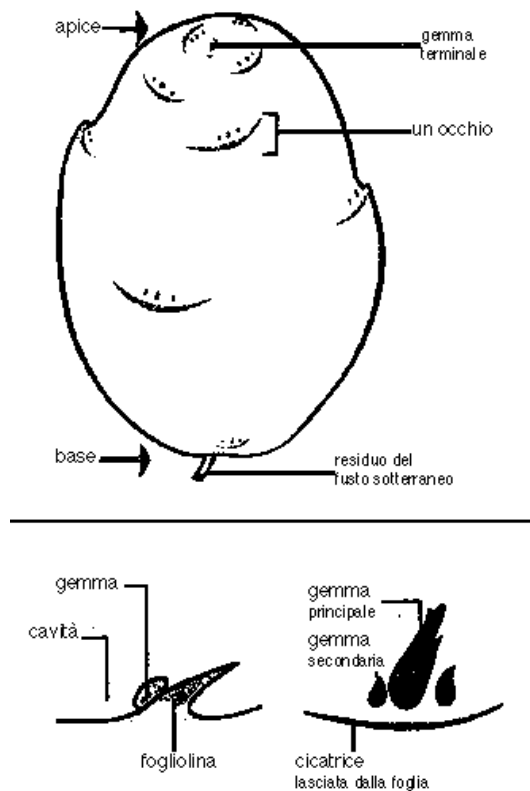 apice
gemma
terminale
un occhio
base
residuo del
fusto sotterraneo
gemma
cavità
fogliolina
gemma
principale
gemma
secondaria
cicatrice
lasciata dalla foglia